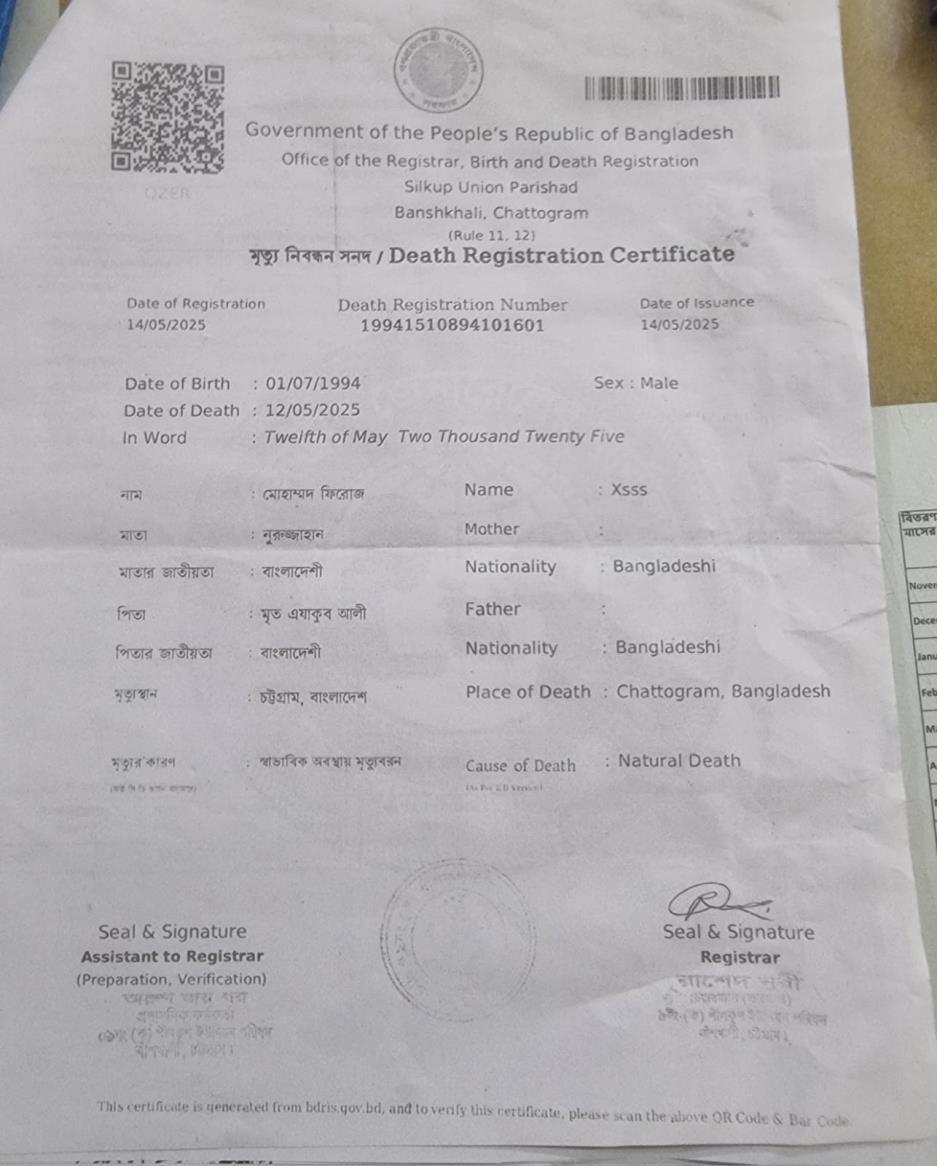 QZER
Government of the People's Republic of Bangladesh
Office of the Registrar, Birth and Death Registration
Silkup Union Parishad
Banshkhali, Chattogram
(Rule 11, 12)
মৃত্যু নিবন্ধন সনদ / Death Registration Certificate
Date of Registration Death Registration Number Date of Issuance
14/05/2025 19941510894101601 14/05/2025
Date of Birth : 01/07/1994 Sex : Male
Date of Death : 12/05/2025
In Word : Twelfth of May Two Thousand Twenty Five
নাম : মোহাম্মদ ফিরোজ Name : Xsss
মাতা : নুরুজ্জাহান Mother :
মাতার জাতীয়তা : বাংলাদেশী Nationality : Bangladeshi
পিতা : মৃত এয়াকুব আলী Father :
পিতার জাতীয়তা : বাংলাদেশী Nationality : Bangladeshi
মৃত্যুস্থান : চট্টগ্রাম, বাংলাদেশ Place of Death : Chattogram, Bangladesh
মৃত্যুর কারণ : স্বাভাবিক অবস্থায় মৃত্যুবরন Cause of Death : Natural Death
Seal & Signature Seal & Signature
Assistant to Registrar Registrar
(Preparation, Verification)
This certificate is generated from bdris.gov.bd, and to verify this certificate, please scan the above QR Code & Bar Code.
বিতরণ
মাসের
Nover
Dece
Janu
Feb